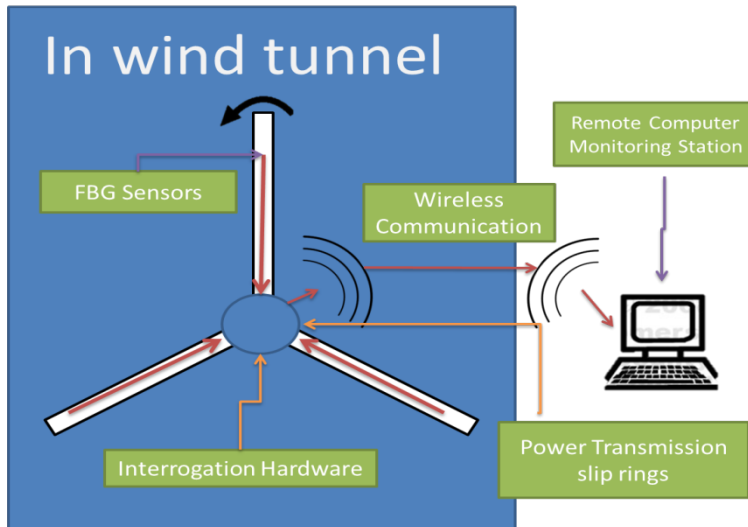 In wind tunnel
Remote Computer
Monitoring Station
FBG Sensors
Wireless
Communication
Interrogation Hardware
Power Transmission
slip rings